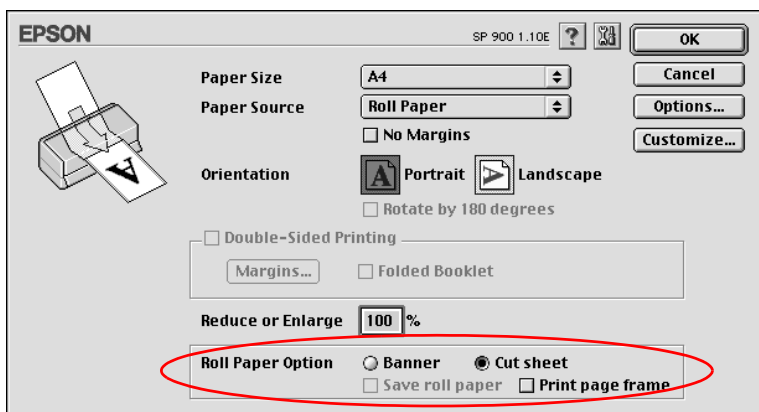 EPSON SP 900 1.10E ? OK
Paper Size A4 Cancel
Paper Source Roll Paper Options...
No Margins Customize...
Orientation A Portrait A Landscape
Rotate by 180 degrees
Double-Sided Printing
Margins... Folded Booklet
Reduce or Enlarge 100 %
Roll Paper Option Banner Cut sheet
Save roll paper Print page frame
A